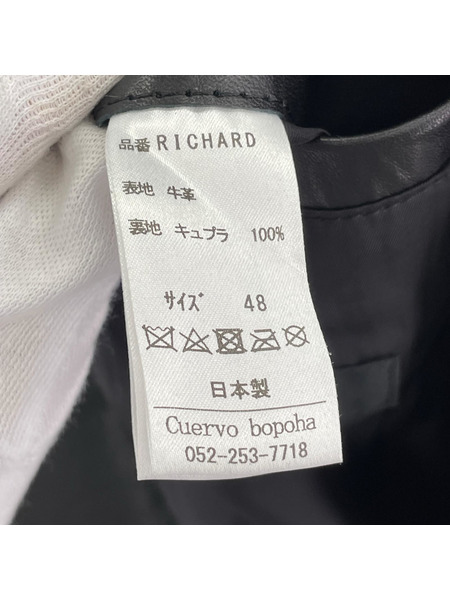 品番 RICHARD
表地 牛革
裏地 キュプラ 100%
サイズ 48
日本製
Cuervo bopoha
052-253-7718